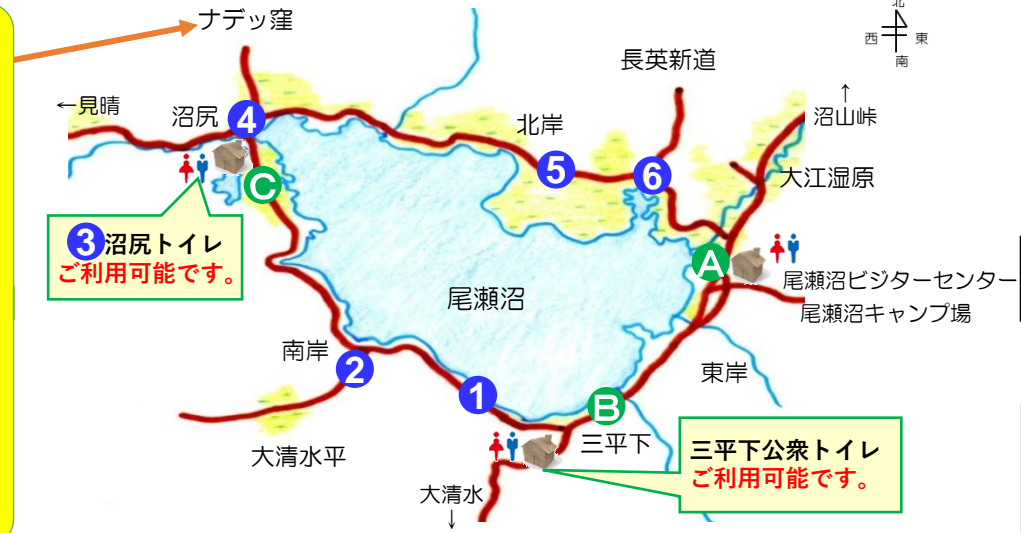 ナデッ窪
北
西 東
南
長英新道
←見晴
↑
沼山峠
沼尻
4
北岸
5
6
大江湿原
C
3 沼尻トイレ
ご利用可能です。
A
尾瀬沼ビジターセンター
尾瀬沼キャンプ場
尾瀬沼
南岸
2
1
東岸
B
大清水平
三平下
三平下公衆トイレ
ご利用可能です。
大清水
↓